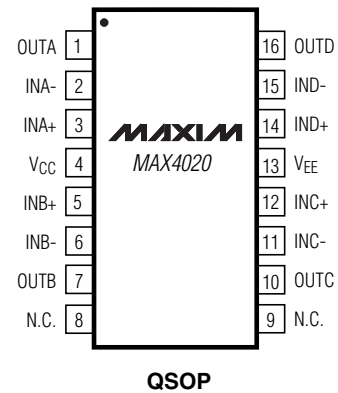 OUTA 1 16 OUTD
INA- 2 15 IND-
INA+ 3 14 IND+
MAXIM
VCC 4 MAX4020 13 VEE
INB+ 5 12 INC+
INB- 6 11 INC-
OUTB 7 10 OUTC
N.C. 8 9 N.C.
QSOP